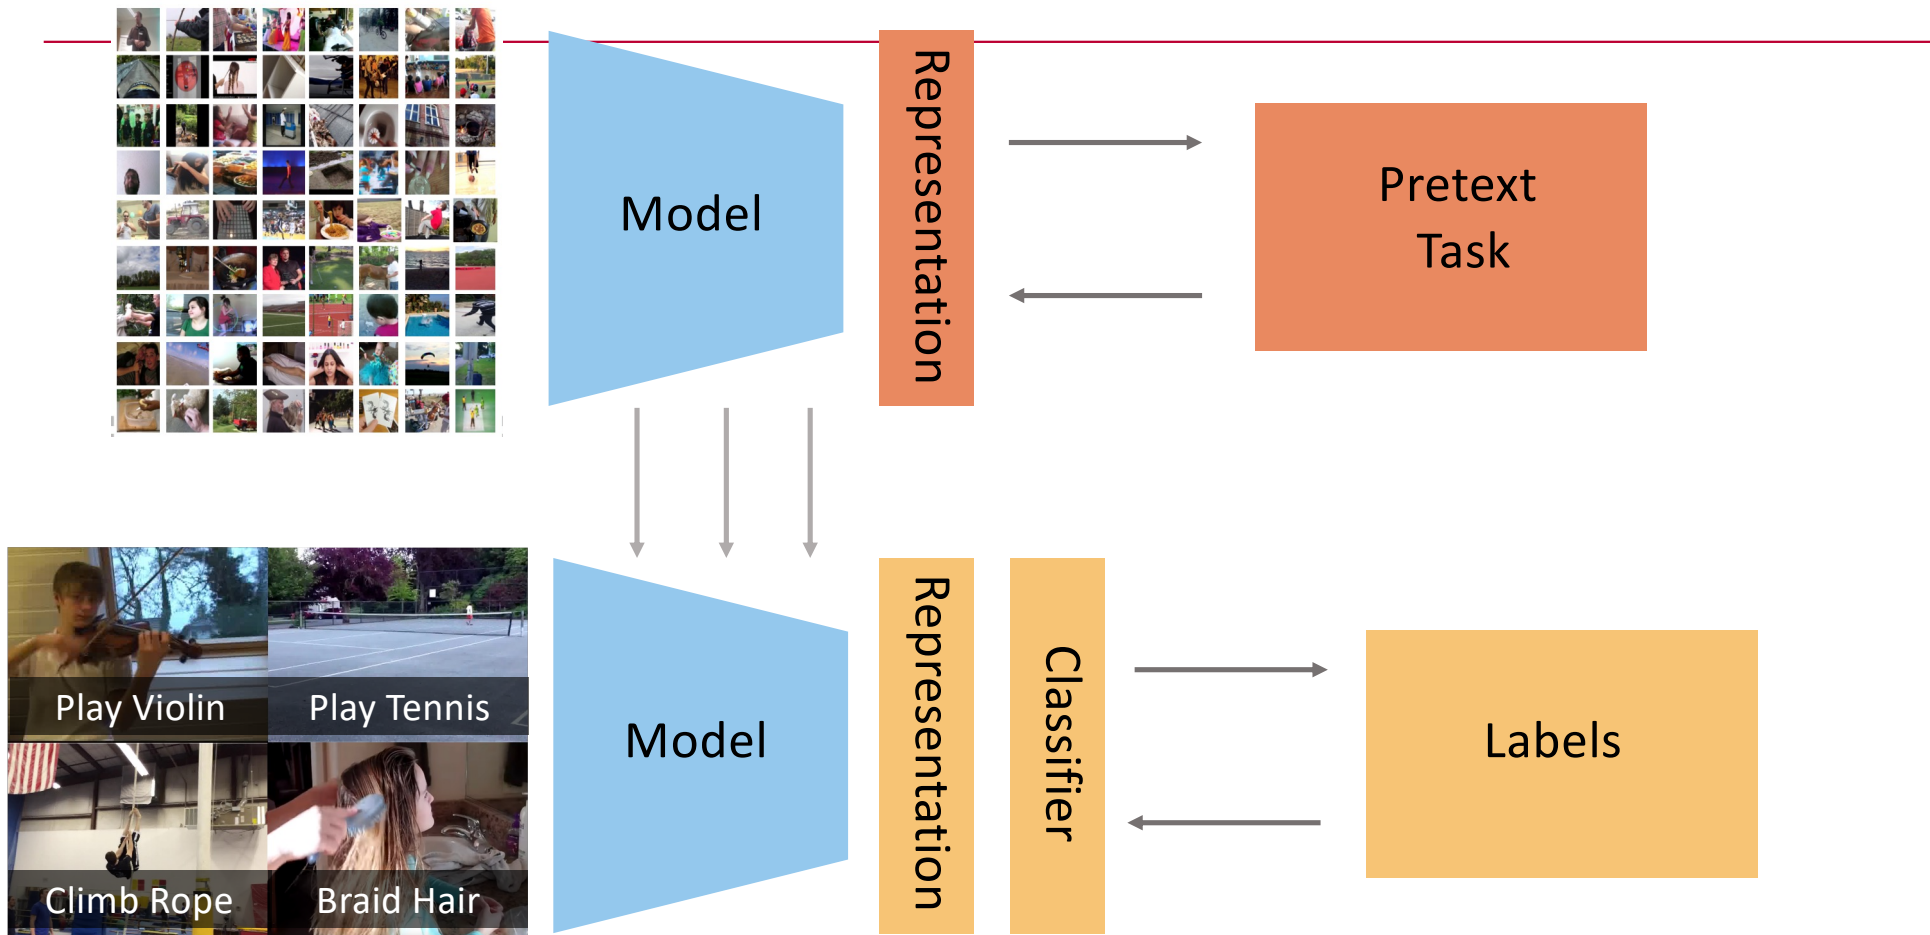 Model
Representation
Pretext
Task
Play Violin
Play Tennis
Climb Rope
Braid Hair
Model
Representation
Classifier
Labels